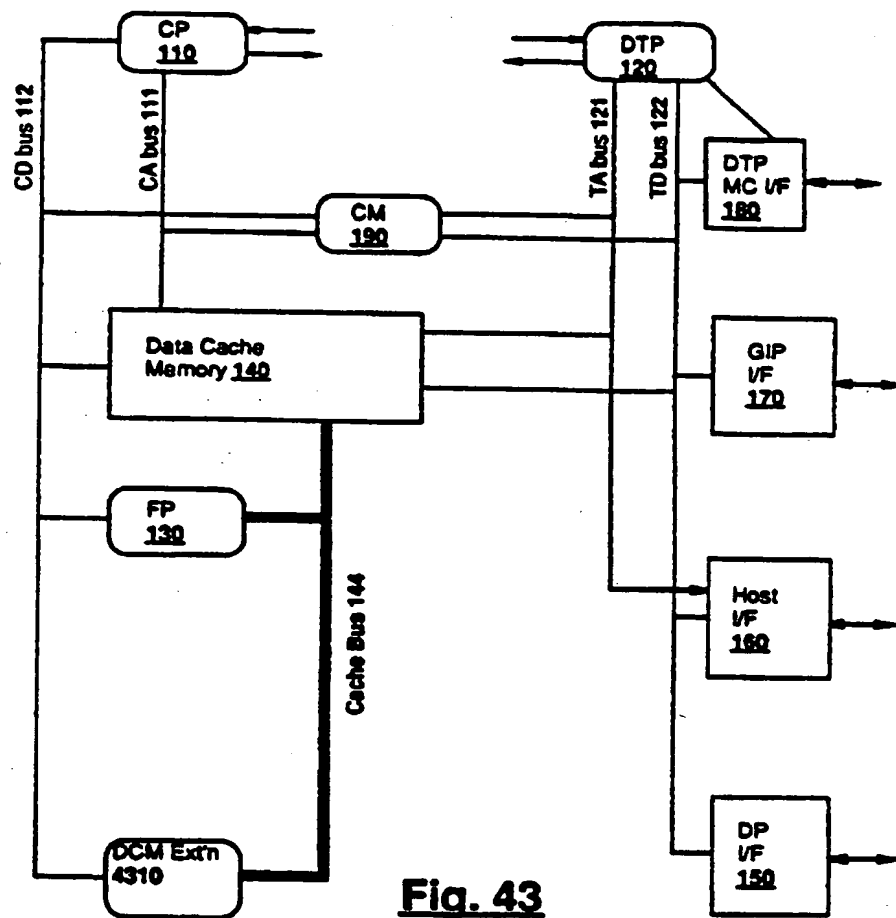 CP
110
DTP
120
CD bus 112
CA bus 111
TA bus 121
TD bus 122
DTP
MC I/F
180
CM
190
Data Cache
Memory 140
GIP
I/F
170
FP
130
Cache Bus 144
Host
I/F
160
DCM Ext'n
4310
DP
I/F
150
Fig. 43